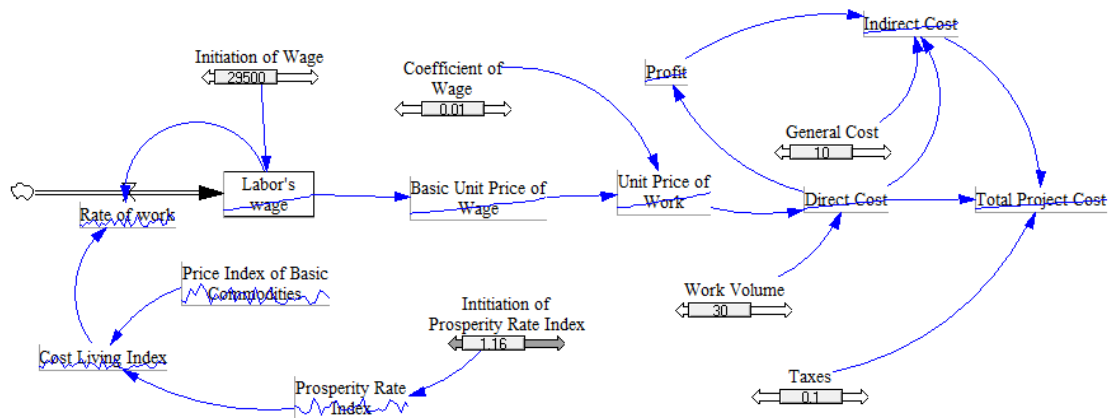 Indirect Cost
Initiation of Wage
29500
Coefficient of
Wage
0.01
Profit
General Cost
10
Labor's
wage
Basic Unit Price of
Wage
Unit Price of
Work
Direct Cost
Total Project Cost
Rate of work
Price Index of Basic
Commodities
Intitiation of
Prosperity Rate Index
1.16
Work Volume
30
Cost Living Index
Prosperity Rate
Index
Taxes
0.1